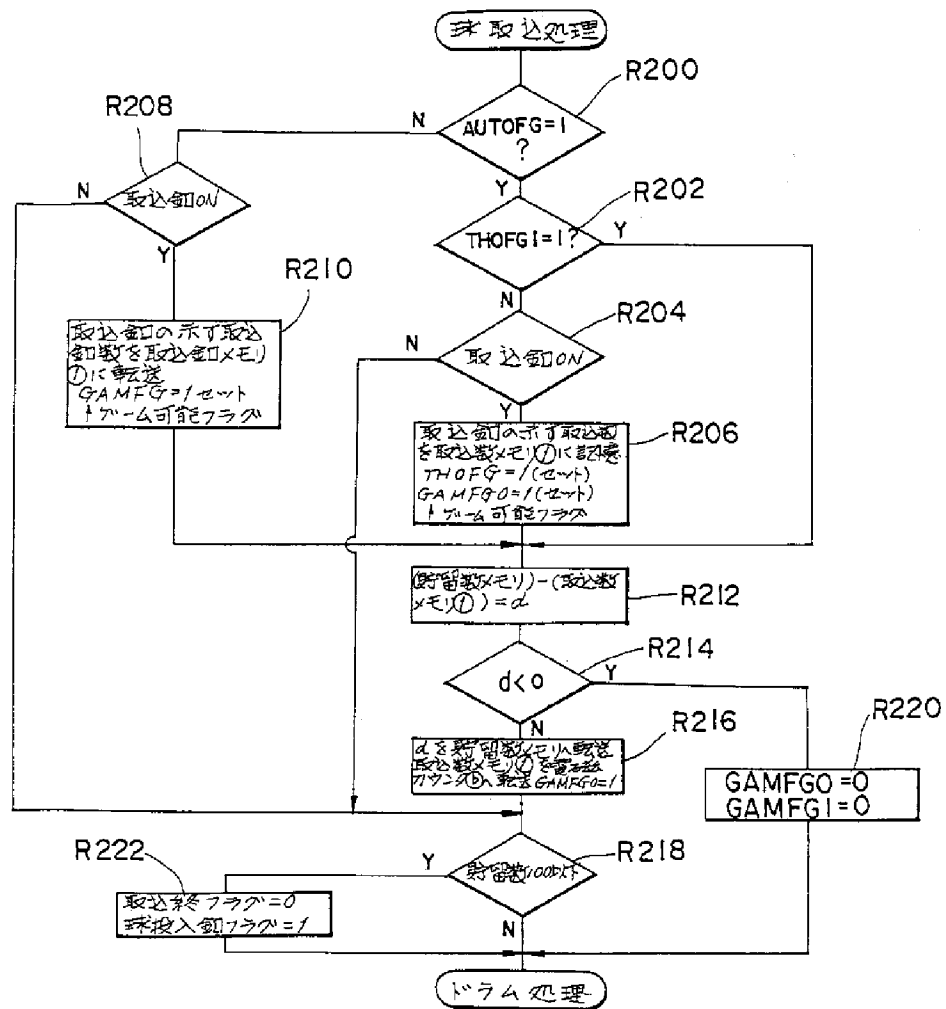 球取込処理
R200
AUTOFG=1
?
N
Y
R208
取込釦ON
N
Y
R202
THOFG1=1?
Y
N
R210
取込釦の示す取込
釦数を取込釦メモリ
①に転送
GAMFG=1セット
↑ゲーム可能フラグ
R204
取込釦ON
N
Y
R206
取込釦の示す取込
を取込数メモリ①に記憶
THOFG=1(セット)
GAMFG0=1(セット)
↑ゲーム可能フラグ
R212
(貯留数メモリ)-(取込数
メモリ①)=d
R214
d<0
Y
N
R216
dを貯留数メモリへ転送
取込数メモリ①を
カウンタⓑへ転送GAMFG0=1
R220
GAMFG0=0
GAMFG1=0
R218
貯留数100以下
Y
N
R222
取込終フラグ=0
球投入釦フラグ=1
ドラム処理